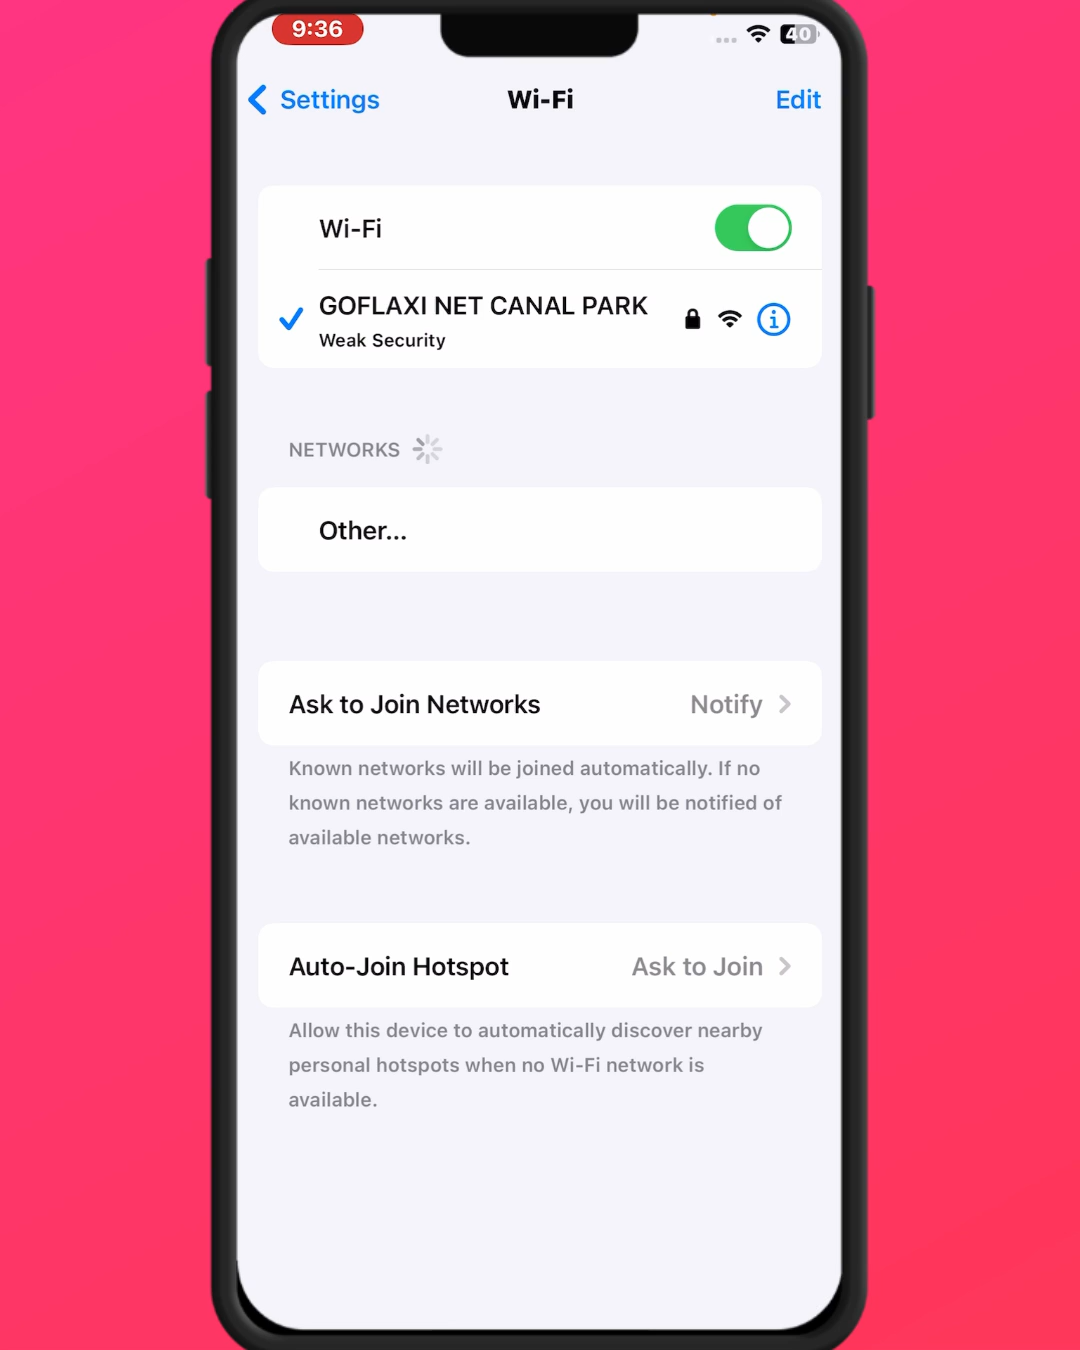 9:36
40
Settings
Wi-Fi
Edit
Wi-Fi
GOFLAXI NET CANAL PARK
Weak Security
NETWORKS
Other...
Ask to Join Networks
Notify
Known networks will be joined automatically. If no
known networks are available, you will be notified of
available networks.
Auto-Join Hotspot
Ask to Join
Allow this device to automatically discover nearby
personal hotspots when no Wi-Fi network is
available.